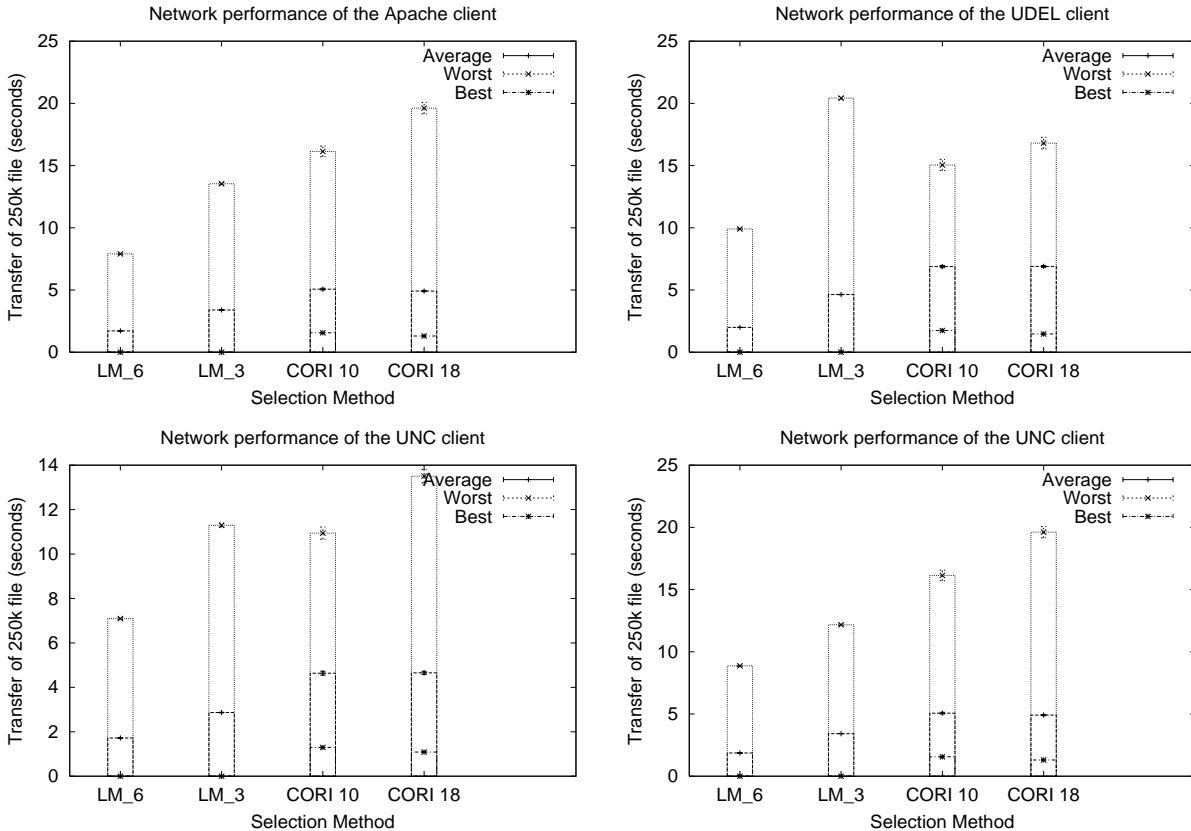 Network performance of the Apache client
25
20
15
10
5
0
Transfer of 250k file (seconds)
Average
Worst
Best
LM_6 LM_3 CORI 10 CORI 18
Selection Method
Network performance of the UDEL client
25
20
15
10
5
0
Transfer of 250k file (seconds)
Average
Worst
Best
LM_6 LM_3 CORI 10 CORI 18
Selection Method
Network performance of the UNC client
14
12
10
8
6
4
2
0
Transfer of 250k file (seconds)
Average
Worst
Best
LM_6 LM_3 CORI 10 CORI 18
Selection Method
Network performance of the UNC client
25
20
15
10
5
0
Transfer of 250k file (seconds)
Average
Worst
Best
LM_6 LM_3 CORI 10 CORI 18
Selection Method